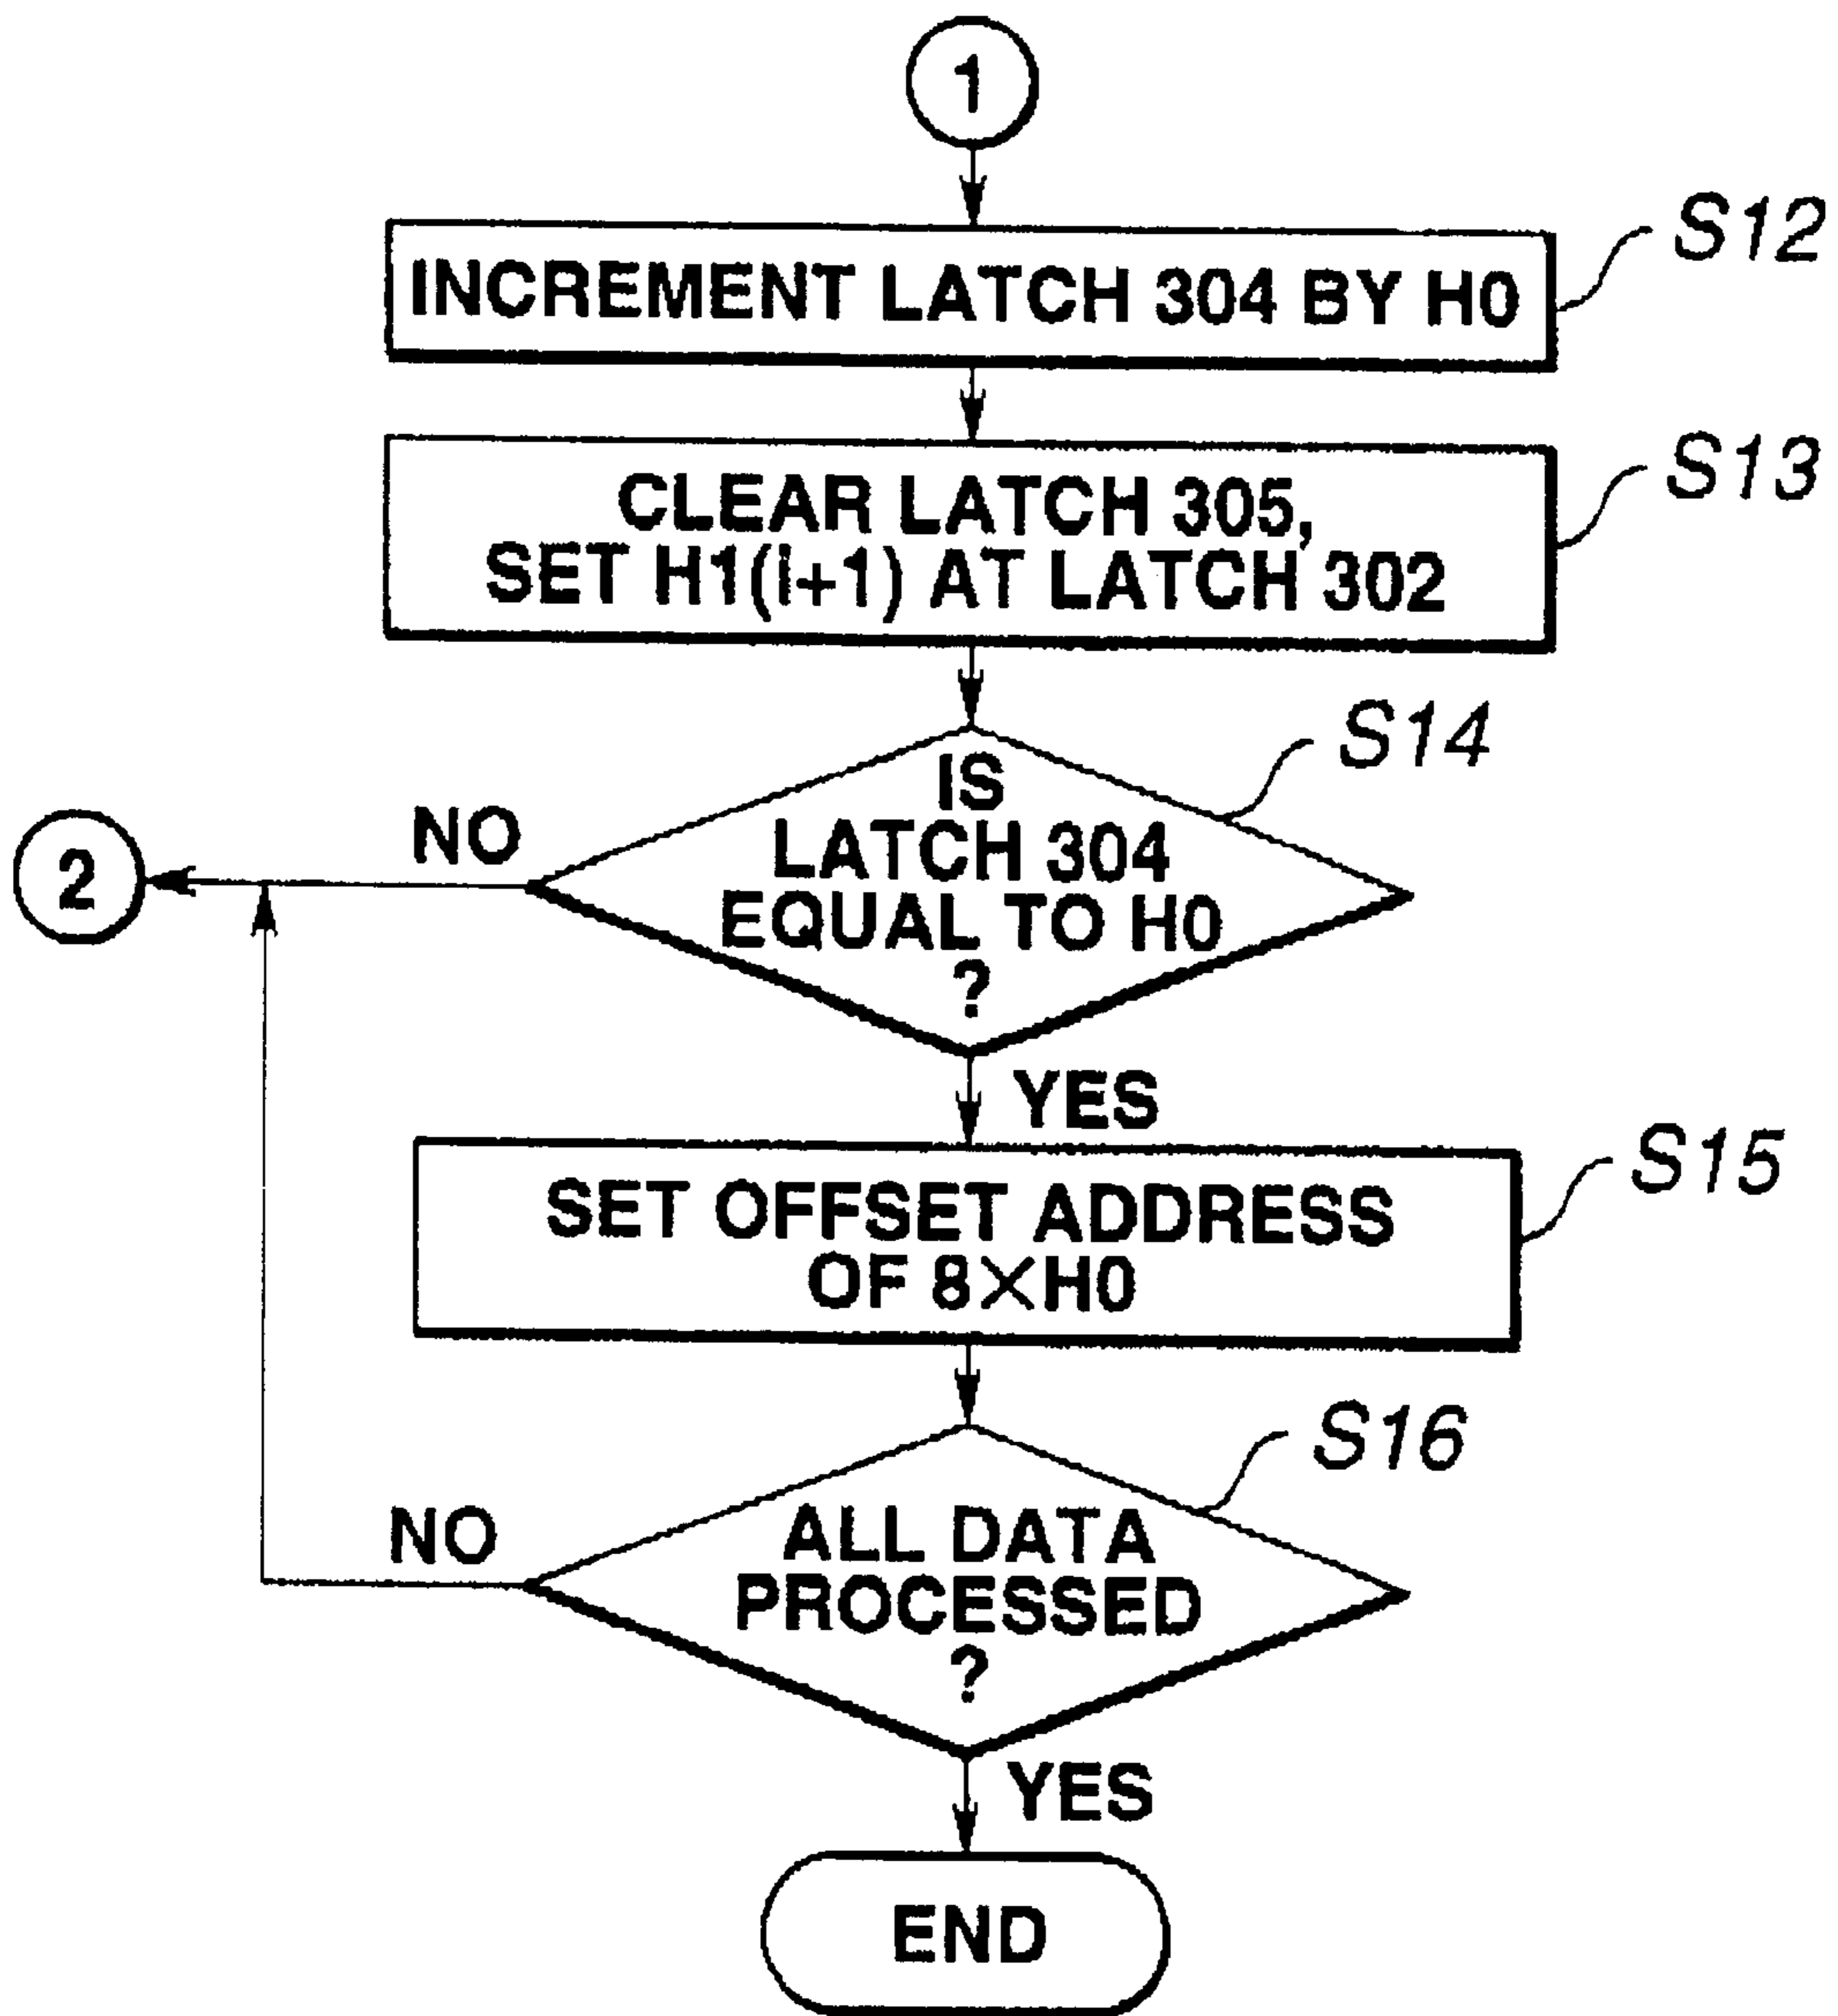 1
S12
INCREMENT LATCH 304 BY H0
S13
CLEAR LATCH 305,
SET H1(i+1) AT LATCH 302
S14
IS
LATCH 304
EQUAL TO H0
?
NO
2
YES
S15
SET OFFSET ADDRESS
OF 8×H0
S16
ALL DATA
PROCESSED
?
NO
YES
END